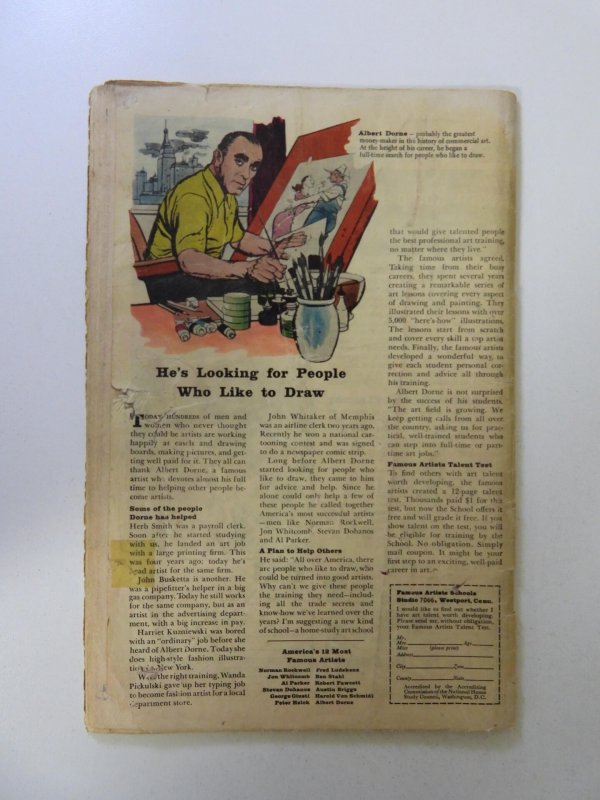 Albert Dorne – probably the greatest
money-maker in the history of commercial art.
At the height of his career, he began a
full-time search for people who like to draw.
He's Looking for People
Who Like to Draw
TODAY HUNDREDS of men and
women who never thought
they could be artists are working
happily at easels and drawing
boards, making pictures, and get-
ting well paid for it. They all can
thank Albert Dorne, a famous
artist who devotes almost his full
time to helping other people be-
come artists.
Some of the people
Dorne has helped
Herb Smith was a payroll clerk.
Soon after he started studying
with us, he landed an art job
with a large printing firm. This
was four years ago; today he's
head artist for the same firm.
John Busketta is another. He
was a pipefitter's helper in a big
gas company. Today he still works
for the same company, but as an
artist in the advertising depart-
ment, with a big increase in pay.
Harriet Kuzniewski was bored
with an "ordinary" job before she
heard of Albert Dorne. Today she
does high-style fashion illustra-
tion in New York.
With the right training, Wanda
Pickulski gave up her typing job
to become fashion artist for a local
department store.
John Whitaker of Memphis
was an airline clerk two years ago.
Recently he won a national car-
tooning contest and was signed
to do a newspaper comic strip.
Long before Albert Dorne
started looking for people who
like to draw, they came to him
for advice and help. Since he
alone could only help a few of
these people he called together
America's most successful artists
—men like Norman Rockwell,
Jon Whitcomb, Stevan Dohanos
and Al Parker.
A Plan to Help Others
He said: "All over America, there
are people who like to draw, who
could be turned into good artists.
Why can't we give these people
the training they need—includ-
ing all the trade secrets and
know-how we've learned over the
years? I'm suggesting a new kind
of school—a home-study art school
America's 12 Most
Famous Artists
Norman Rockwell Fred Ludekens
Jon Whitcomb Ben Stahl
Al Parker Robert Fawcett
Stevan Dohanos Austin Briggs
George Giusti Harold Von Schmidt
Peter Helck Albert Dorne
that would give talented people
the best professional art training,
no matter where they live."
The famous artists agreed.
Taking time from their busy
careers, they spent several years
creating a remarkable series of
art lessons covering every aspect
of drawing and painting. They
illustrated their lessons with over
5,000 "here's-how" illustrations.
The lessons start from scratch
and cover every skill a top artist
needs. Finally, the famous artists
developed a wonderful way, to
give each student personal cor-
rection and advice all through
his training.
Albert Dorne is not surprised
by the success of his students.
"The art field is growing. We
keep getting calls from all over
the country, asking us for prac-
tical, well-trained students who
can step into full-time or part-
time art jobs."
Famous Artists Talent Test
To find others with art talent
worth developing, the famous
artists created a 12-page talent
test. Thousands paid $1 for this
test, but now the School offers it
free and will grade it free. If you
show talent on the test, you will
be eligible for training by the
School. No obligation. Simply
mail coupon. It might be your
first step to an exciting, well-paid
career in art.
Famous Artists Schools
Studio 7066, Westport, Conn.
I would like to find out whether I
have art talent worth developing.
Please send me, without obligation,
your Famous Artists Talent Test.
Mr.
Mrs. Age
Miss (please print)
Address
City Zone
County State
Accredited by the Accrediting
Commission of the National Home
Study Council, Washington, D.C.